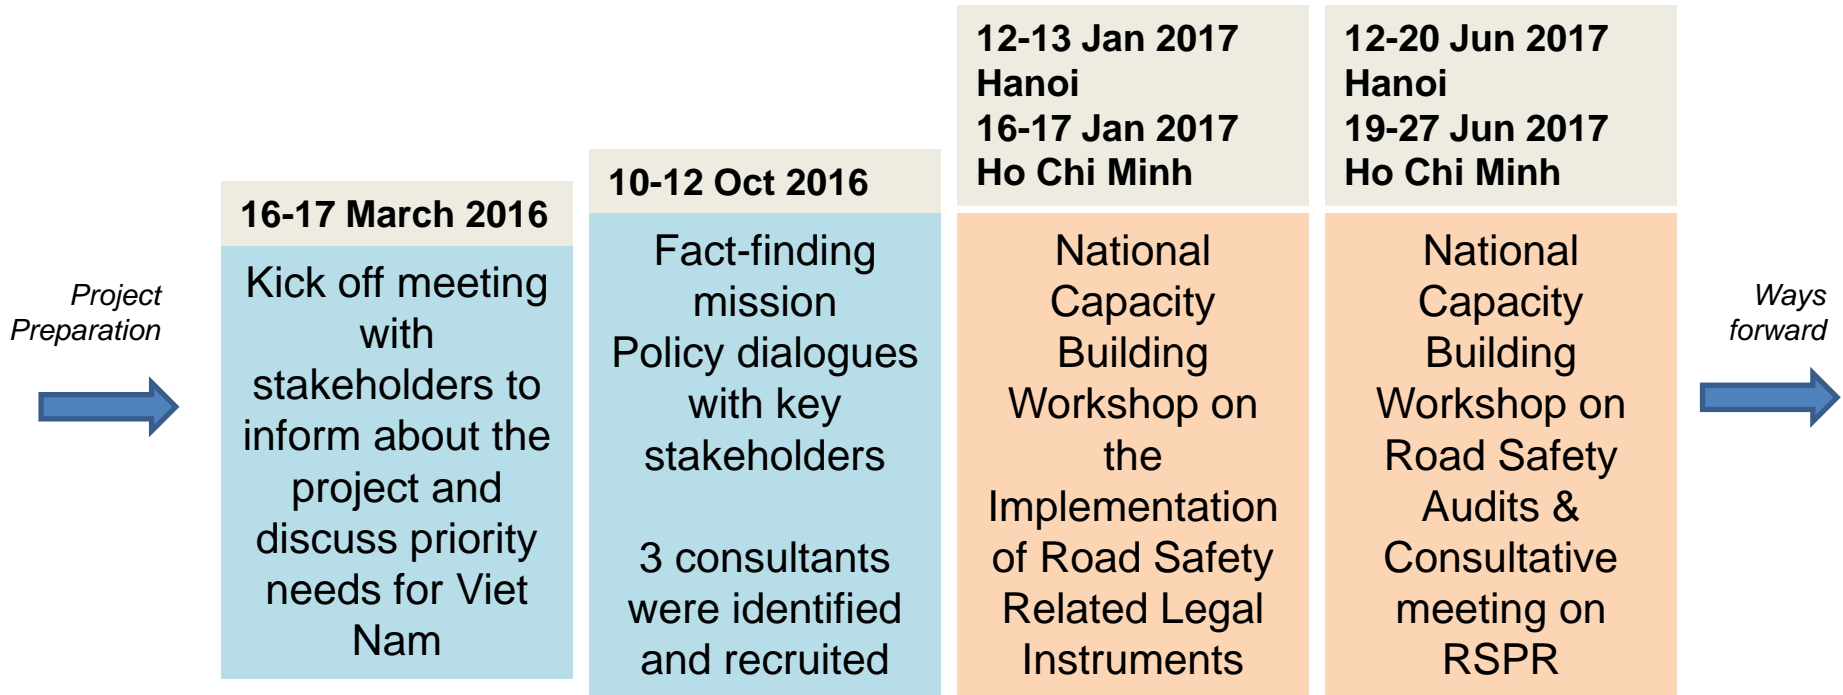 Project
Preparation
16-17 March 2016
Kick off meeting
with
stakeholders to
inform about the
project and
discuss priority
needs for Viet
Nam
10-12 Oct 2016
Fact-finding
mission
Policy dialogues
with key
stakeholders
3 consultants
were identified
and recruited
12-13 Jan 2017
Hanoi
16-17 Jan 2017
Ho Chi Minh
National
Capacity
Building
Workshop on
the
Implementation
of Road Safety
Related Legal
Instruments
12-20 Jun 2017
Hanoi
19-27 Jun 2017
Ho Chi Minh
National
Capacity
Building
Workshop on
Road Safety
Audits &
Consultative
meeting on
RSPR
Ways
forward